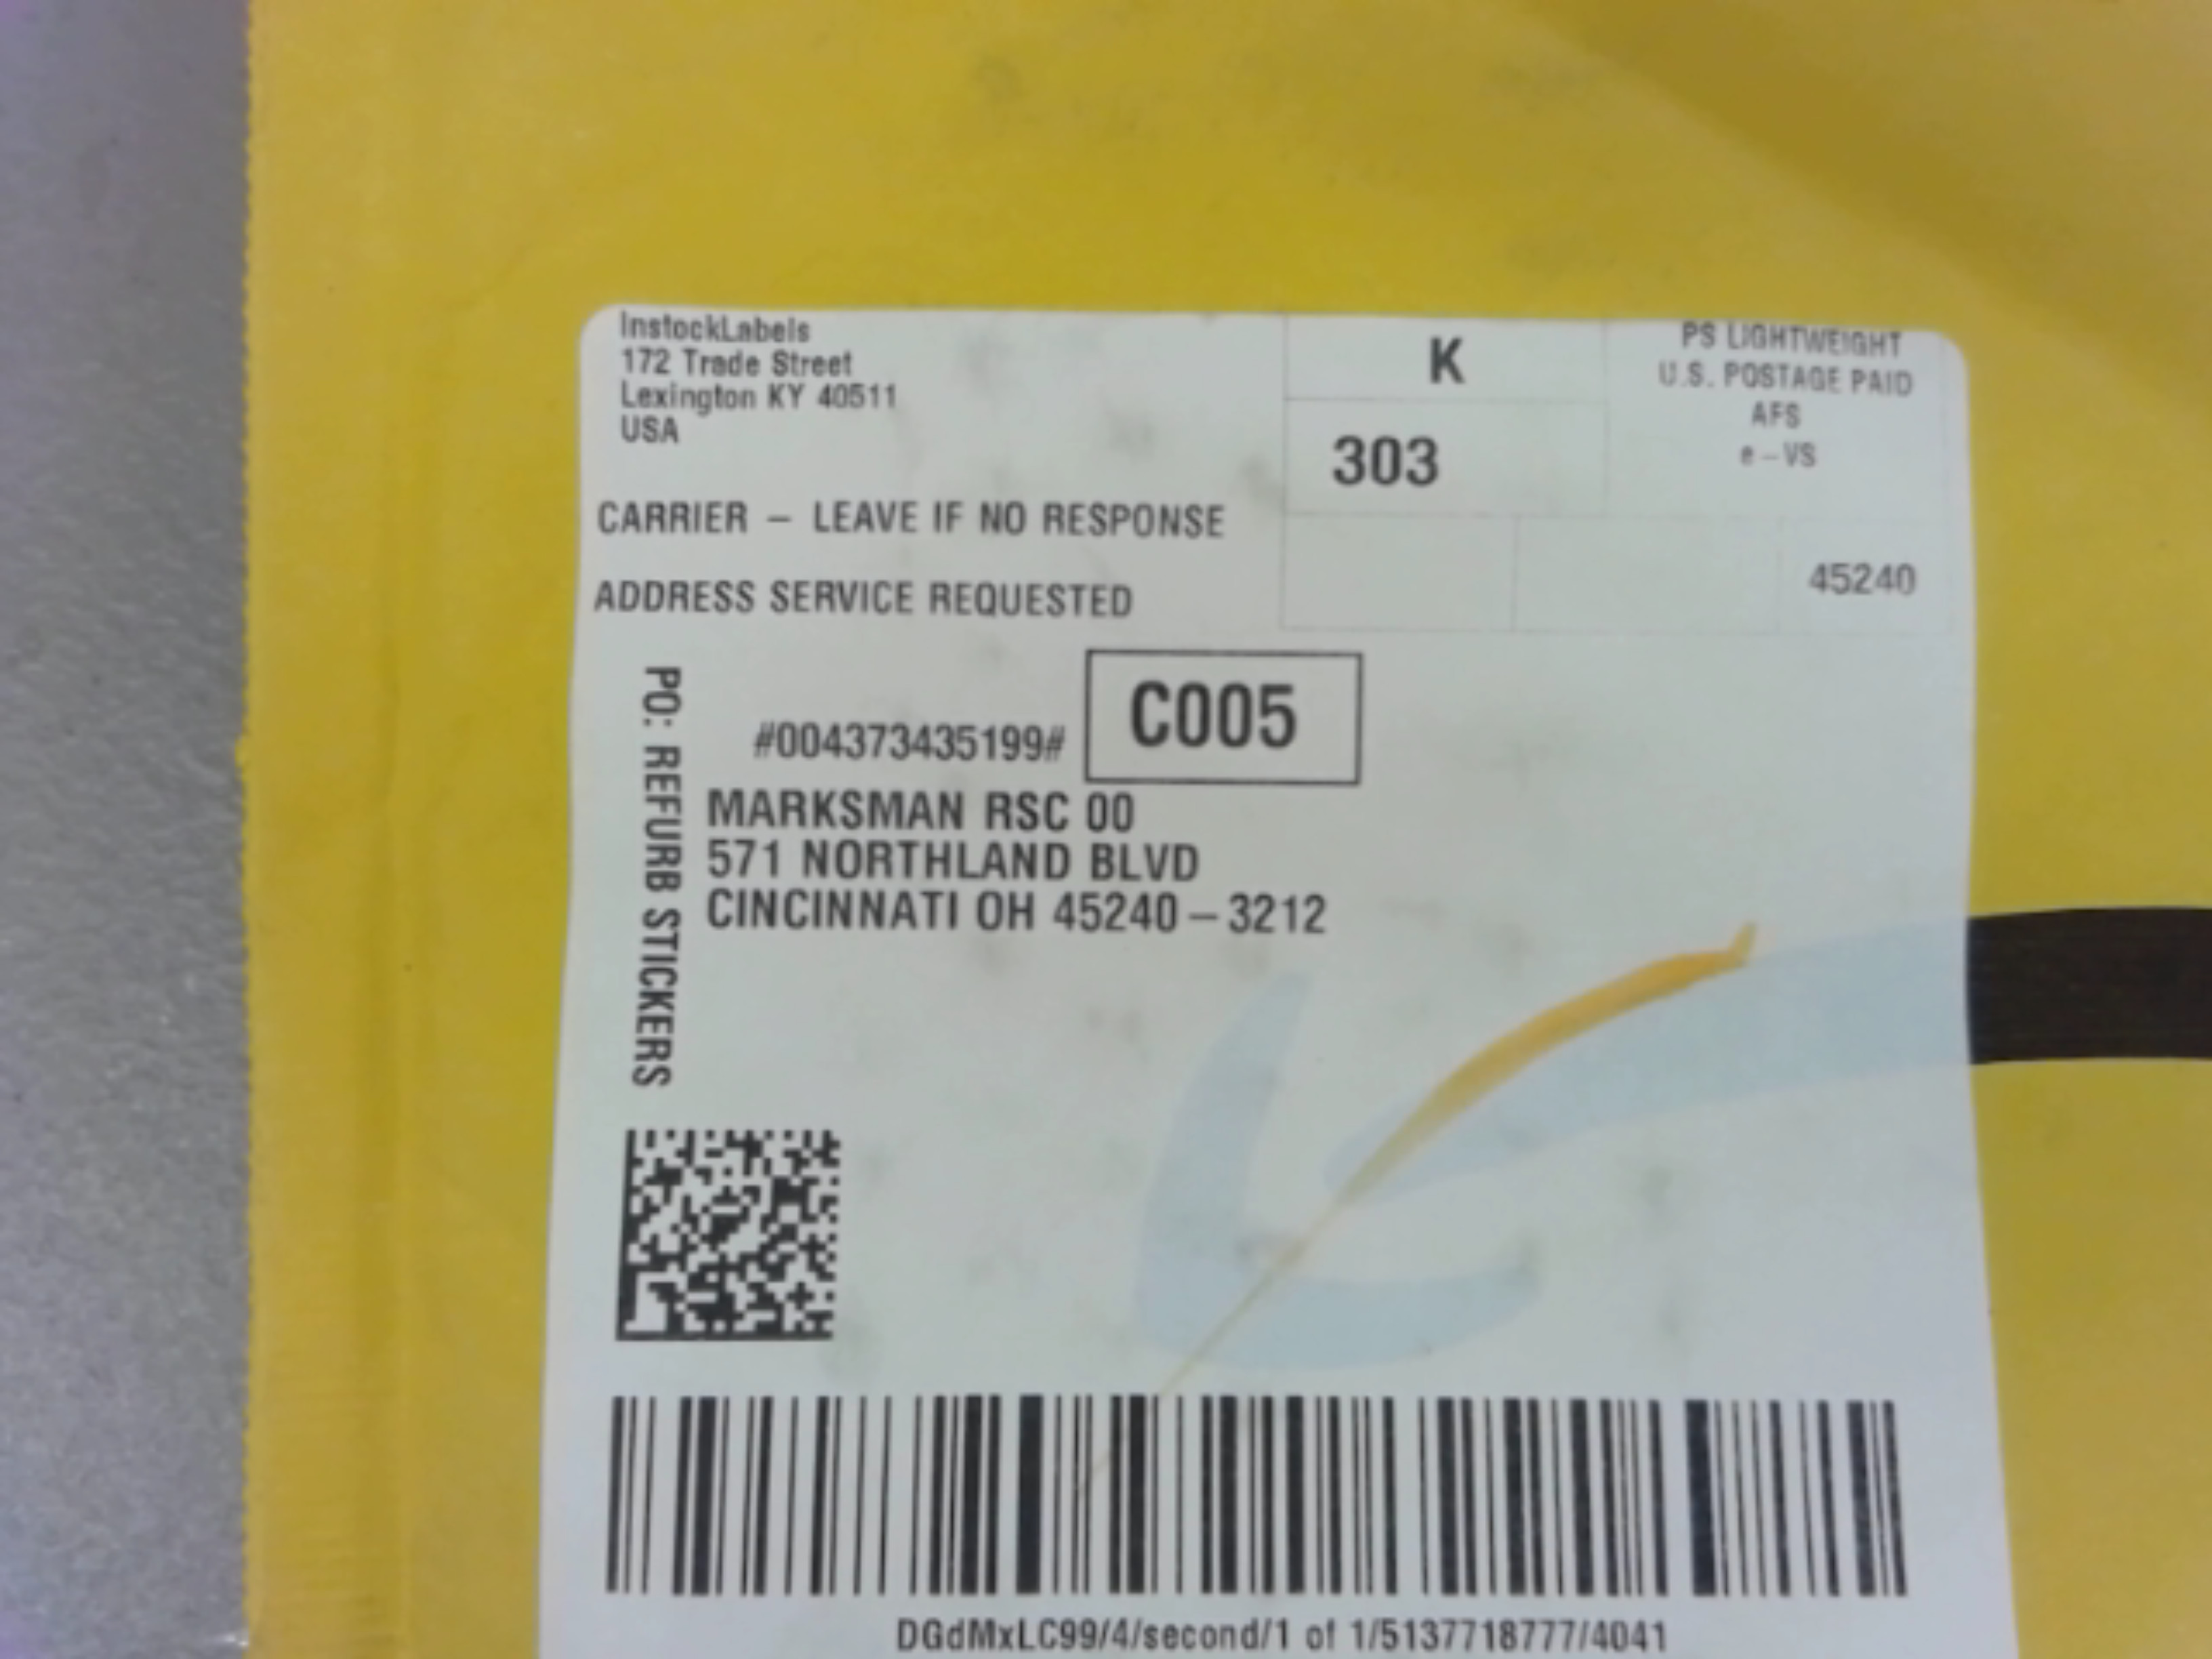 InstockLabels
172 Trade Street
Lexington KY 40511
USA
K
303
PS LIGHTWEIGHT
U.S. POSTAGE PAID
AFS
e-VS
CARRIER - LEAVE IF NO RESPONSE
45240
ADDRESS SERVICE REQUESTED
PO: REFURB STICKERS
C005
#004373435199#
MARKSMAN RSC 00
571 NORTHLAND BLVD
CINCINNATI OH 45240-3212
DGdMxLC99/4/second/1 of 1/5137718777/4041